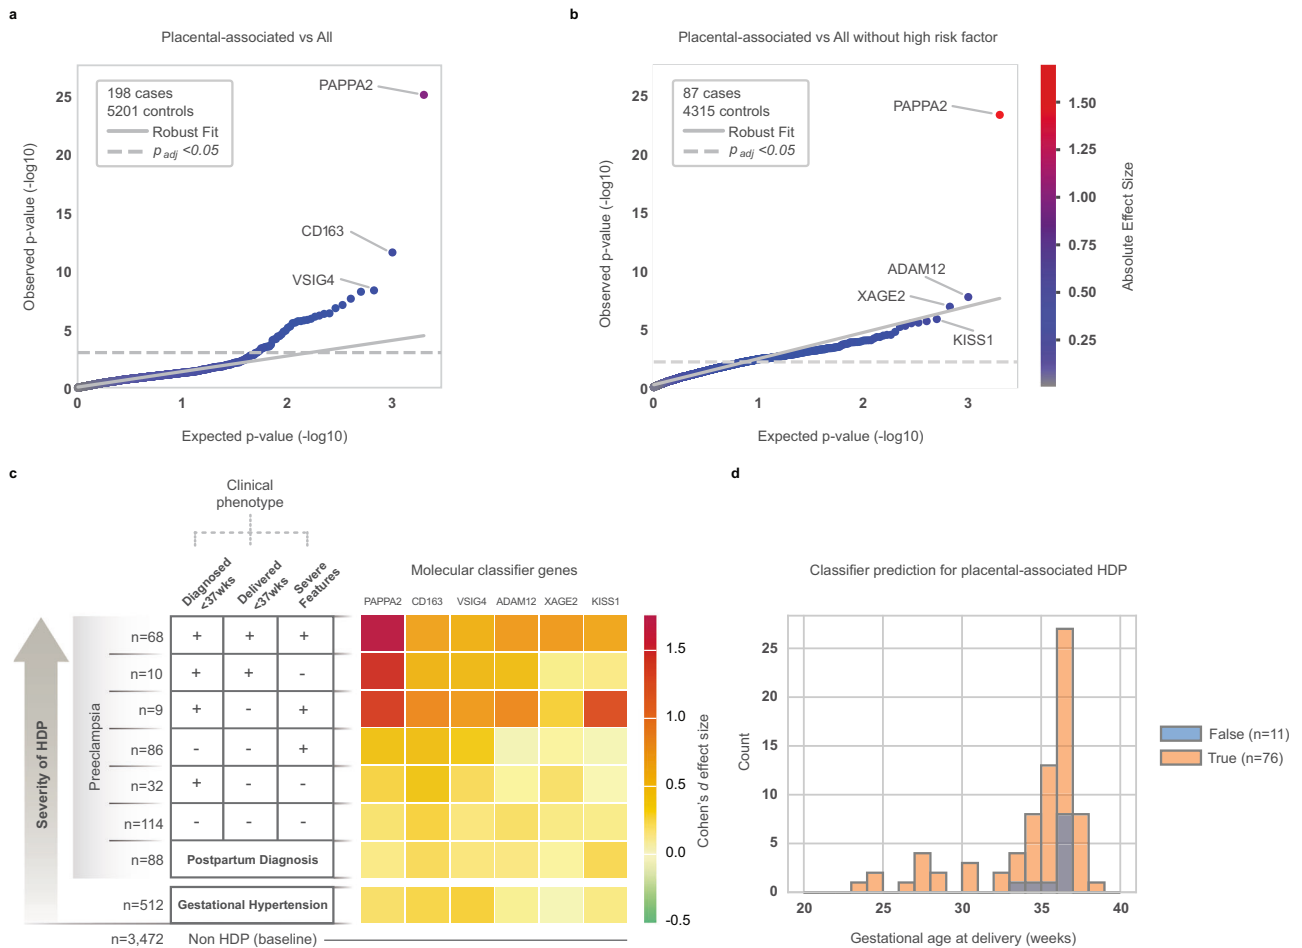 a
Placental-associated vs All
198 cases
5201 controls
Robust Fit
p adj <0.05
PAPPA2
CD163
VSIG4
Observed p-value (-log10)
25
20
15
10
5
0
0 1 2 3
Expected p-value (-log10)
b
Placental-associated vs All without high risk factor
87 cases
4315 controls
Robust Fit
p adj <0.05
PAPPA2
ADAM12
XAGE2
KISS1
Observed p-value (-log10)
25
20
15
10
5
0
0 1 2 3
Expected p-value (-log10)
1.50
1.25
1.00
0.75
0.50
0.25
Absolute Effect Size
c
Clinical
phenotype
Diagnosed
<37wks
Delivered
<37wks
Severe
Features
Molecular classifier genes
PAPPA2 CD163 VSIG4 ADAM12 XAGE2 KISS1
Severity of HDP
Preeclampsia
n=68 + + +
n=10 + + -
n=9 + - +
n=86 - - +
n=32 + - -
n=114 - - -
n=88 Postpartum Diagnosis
n=512 Gestational Hypertension
n=3,472 Non HDP (baseline)
1.5
1.0
0.5
0.0
-0.5
Cohen's d effect size
d
Classifier prediction for placental-associated HDP
Count
25
20
15
10
5
0
20 25 30 35 40
Gestational age at delivery (weeks)
False (n=11)
True (n=76)